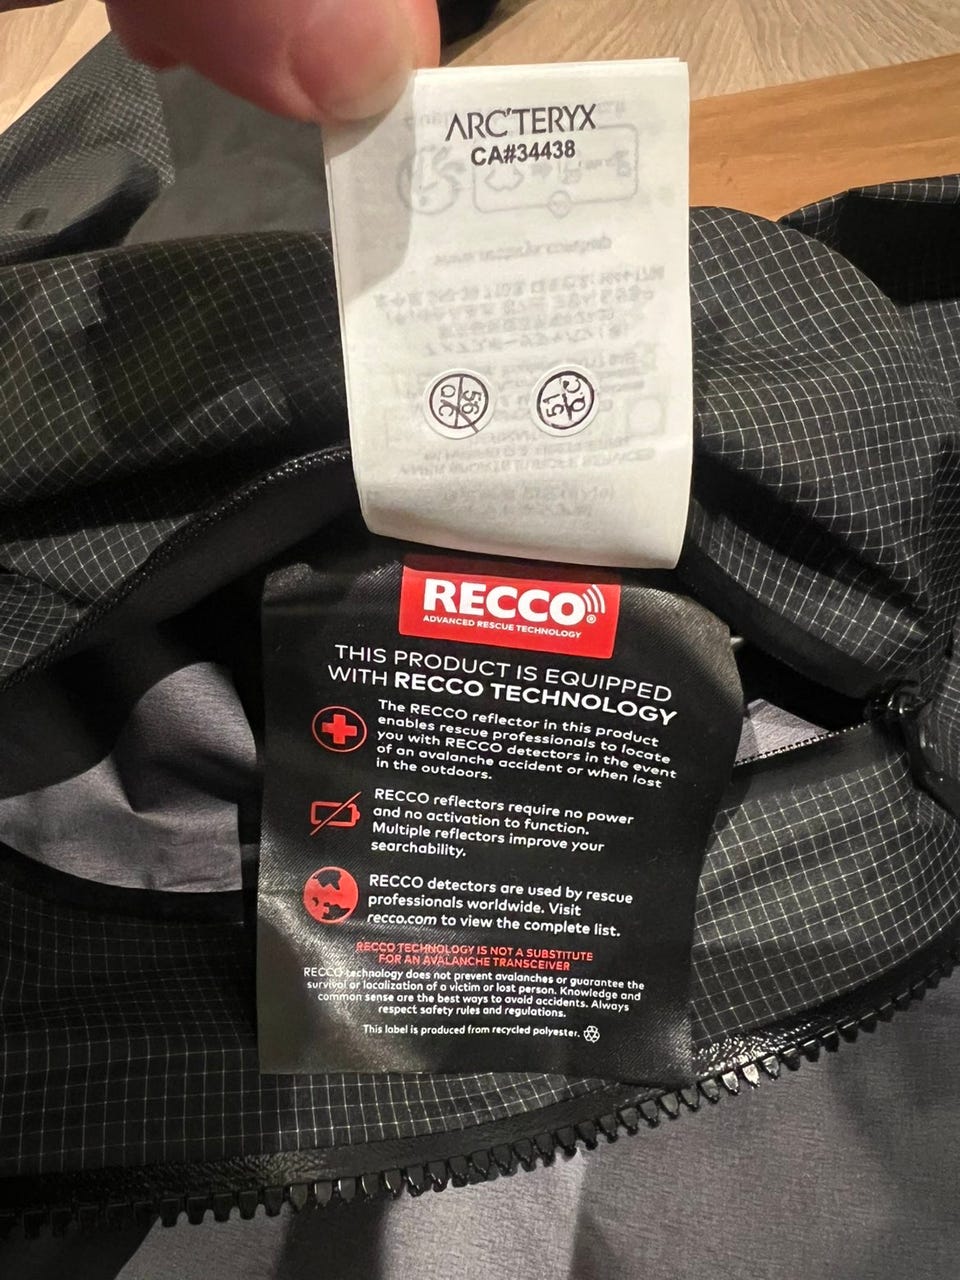 ARC'TERYX
CA#34438
56
QC
51
QC
RECCO®
ADVANCED RESCUE TECHNOLOGY
THIS PRODUCT IS EQUIPPED
WITH RECCO TECHNOLOGY
The RECCO reflector in this product
enables rescue professionals to locate
you with RECCO detectors in the event
of an avalanche accident or when lost
in the outdoors.
RECCO reflectors require no power
and no activation to function.
Multiple reflectors improve your
searchability.
RECCO detectors are used by rescue
professionals worldwide. Visit
recco.com to view the complete list.
RECCO TECHNOLOGY IS NOT A SUBSTITUTE
FOR AN AVALANCHE TRANSCEIVER
RECCO technology does not prevent avalanches or guarantee the
survival or localization of a victim or lost person. Knowledge and
common sense are the best ways to avoid accidents. Always
respect safety rules and regulations.
This label is produced from recycled polyester.